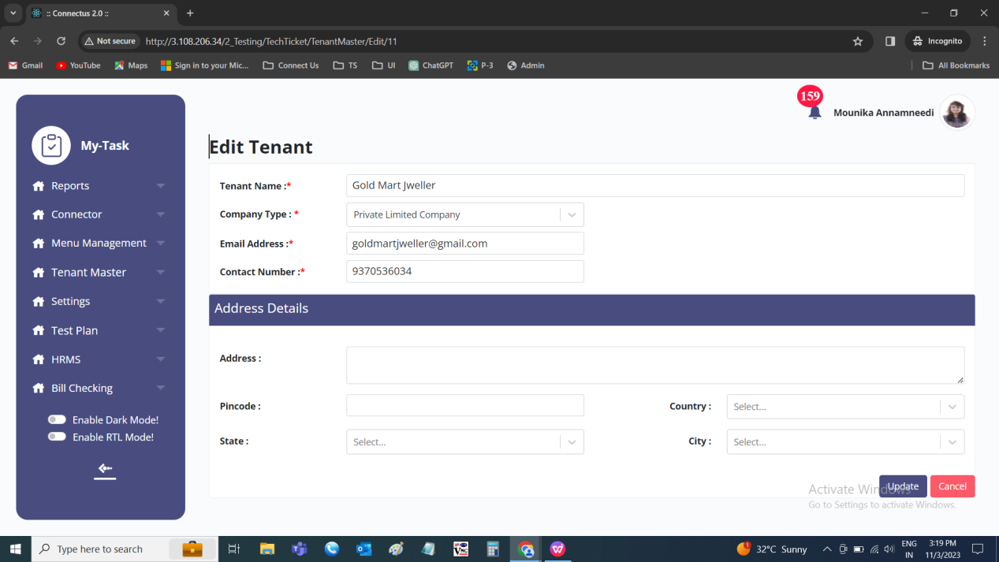 :: Connectus 2.0 ::
Not secure http://3.108.206.34/2_Testing/TechTicket/TenantMaster/Edit/11 Incognito
Gmail YouTube Maps Sign in to your Mic... Connect Us TS UI ChatGPT P-3 Admin All Bookmarks
159
Mounika Annamneedi
My-Task
Reports
Connector
Menu Management
Tenant Master
Settings
Test Plan
HRMS
Bill Checking
Enable Dark Mode!
Enable RTL Mode!
Edit Tenant
Tenant Name :* Gold Mart Jweller
Company Type : * Private Limited Company
Email Address :* goldmartjweller@gmail.com
Contact Number :* 9370536034
Address Details
Address :
Pincode : Country : Select...
State : Select... City : Select...
Update Cancel
Activate Windows
Go to Settings to activate Windows.
Type here to search 32°C Sunny ENG 3:19 PM
IN 11/3/2023